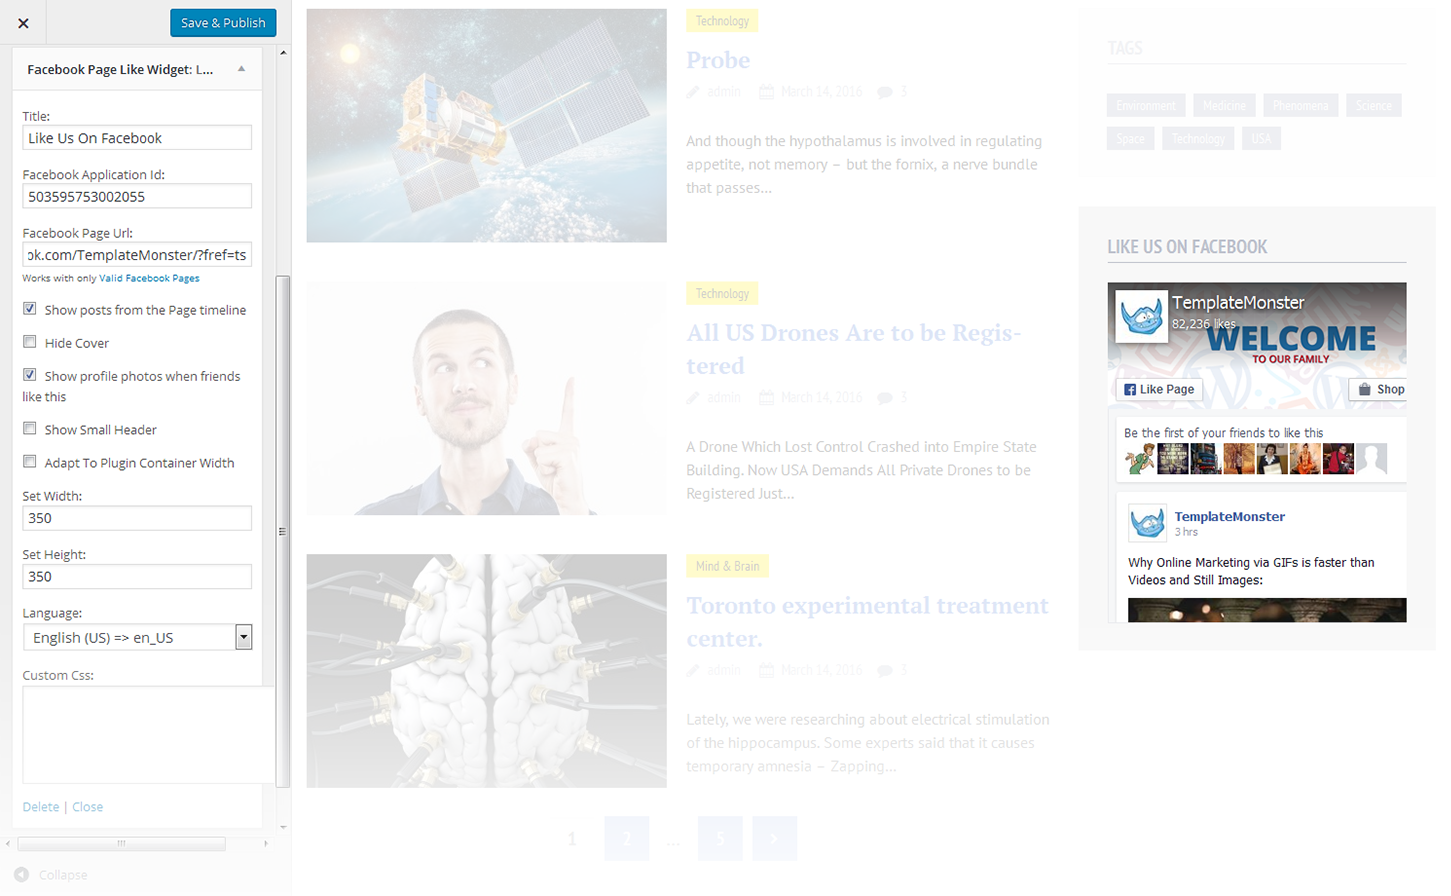 Save & Publish
Facebook Page Like Widget: L...
Title:
Like Us On Facebook
Facebook Application Id:
503595753002055
Facebook Page Url:
ok.com/TemplateMonster/?fref=ts
Works with only Valid Facebook Pages
Show posts from the Page timeline
Hide Cover
Show profile photos when friends
like this
Show Small Header
Adapt To Plugin Container Width
Set Width:
350
Set Height:
350
Language:
English (US) => en_US
Custom Css:
Delete | Close
Collapse
Technology
Probe
admin March 14, 2016 3
And though the hypothalamus is involved in regulating
appetite, not memory – but the fornix, a nerve bundle
that passes...
Technology
All US Drones Are to be Regis-
tered
admin March 14, 2016 3
A Drone Which Lost Control Crashed into Empire State
Building. Now USA Demands All Private Drones to be
Registered Just...
Mind & Brain
Toronto experimental treatment
center.
admin March 14, 2016 3
Lately, we were researching about electrical stimulation
of the hippocampus. Some experts said that it causes
temporary amnesia – Zapping...
1 2 ... 5 >
TAGS
Environment Medicine Phenomena Science
Space Technology USA
LIKE US ON FACEBOOK
TemplateMonster
82,236 likes
WELCOME
TO OUR FAMILY
Like Page Shop
Be the first of your friends to like this
TemplateMonster
3 hrs
Why Online Marketing via GIFs is faster than
Videos and Still Images: